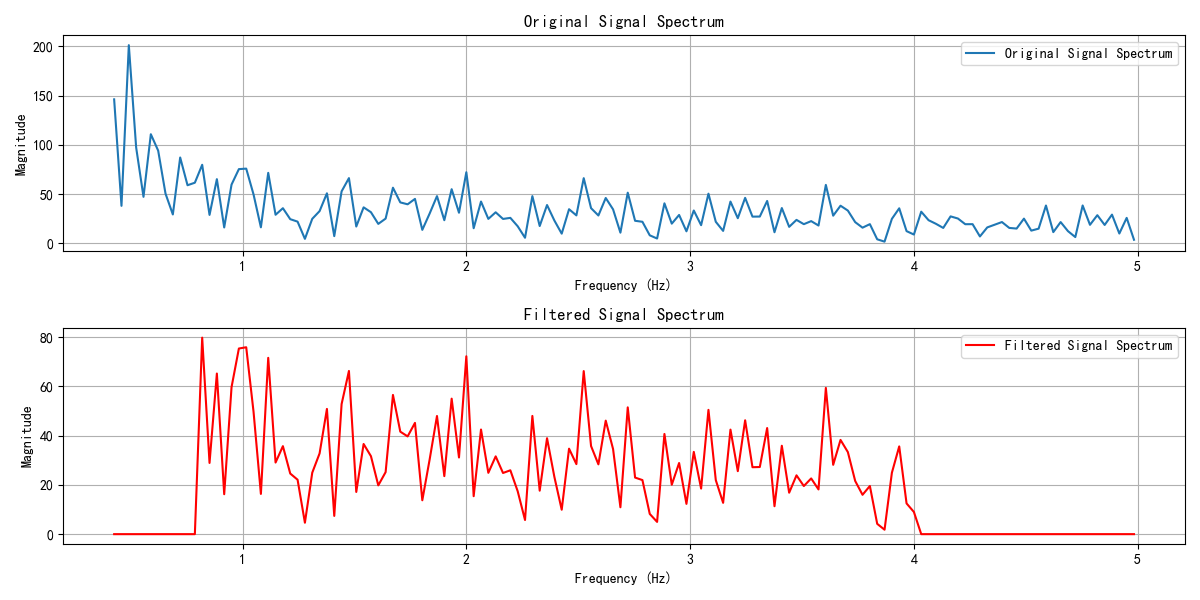 Original Signal Spectrum
200
150
100
50
0
Magnitude
Original Signal Spectrum
1 2 3 4 5
Frequency (Hz)
Filtered Signal Spectrum
80
60
40
20
0
Magnitude
Filtered Signal Spectrum
1 2 3 4 5
Frequency (Hz)